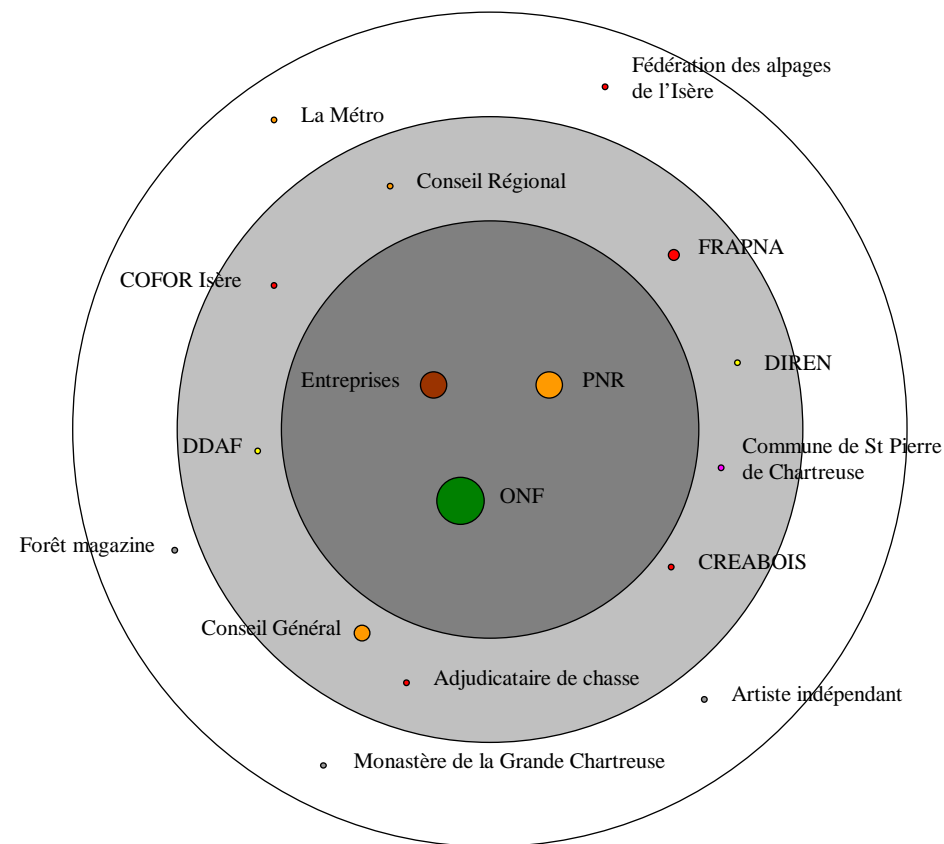 Fédération des alpages
de l'Isère
La Métro
Conseil Régional
FRAPNA
COFOR Isère
DIREN
Entreprises
PNR
DDAF
Commune de St Pierre
de Chartreuse
ONF
Forêt magazine
CREABOIS
Conseil Général
Adjudicataire de chasse
Artiste indépendant
Monastère de la Grande Chartreuse